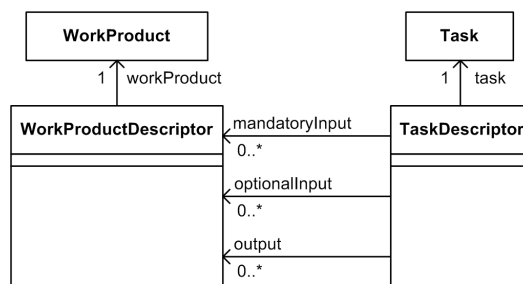 WorkProduct
Task
1 workProduct
1 task
WorkProductDescriptor
mandatoryInput
TaskDescriptor
0..*
optionalInput
0..*
output
0..*